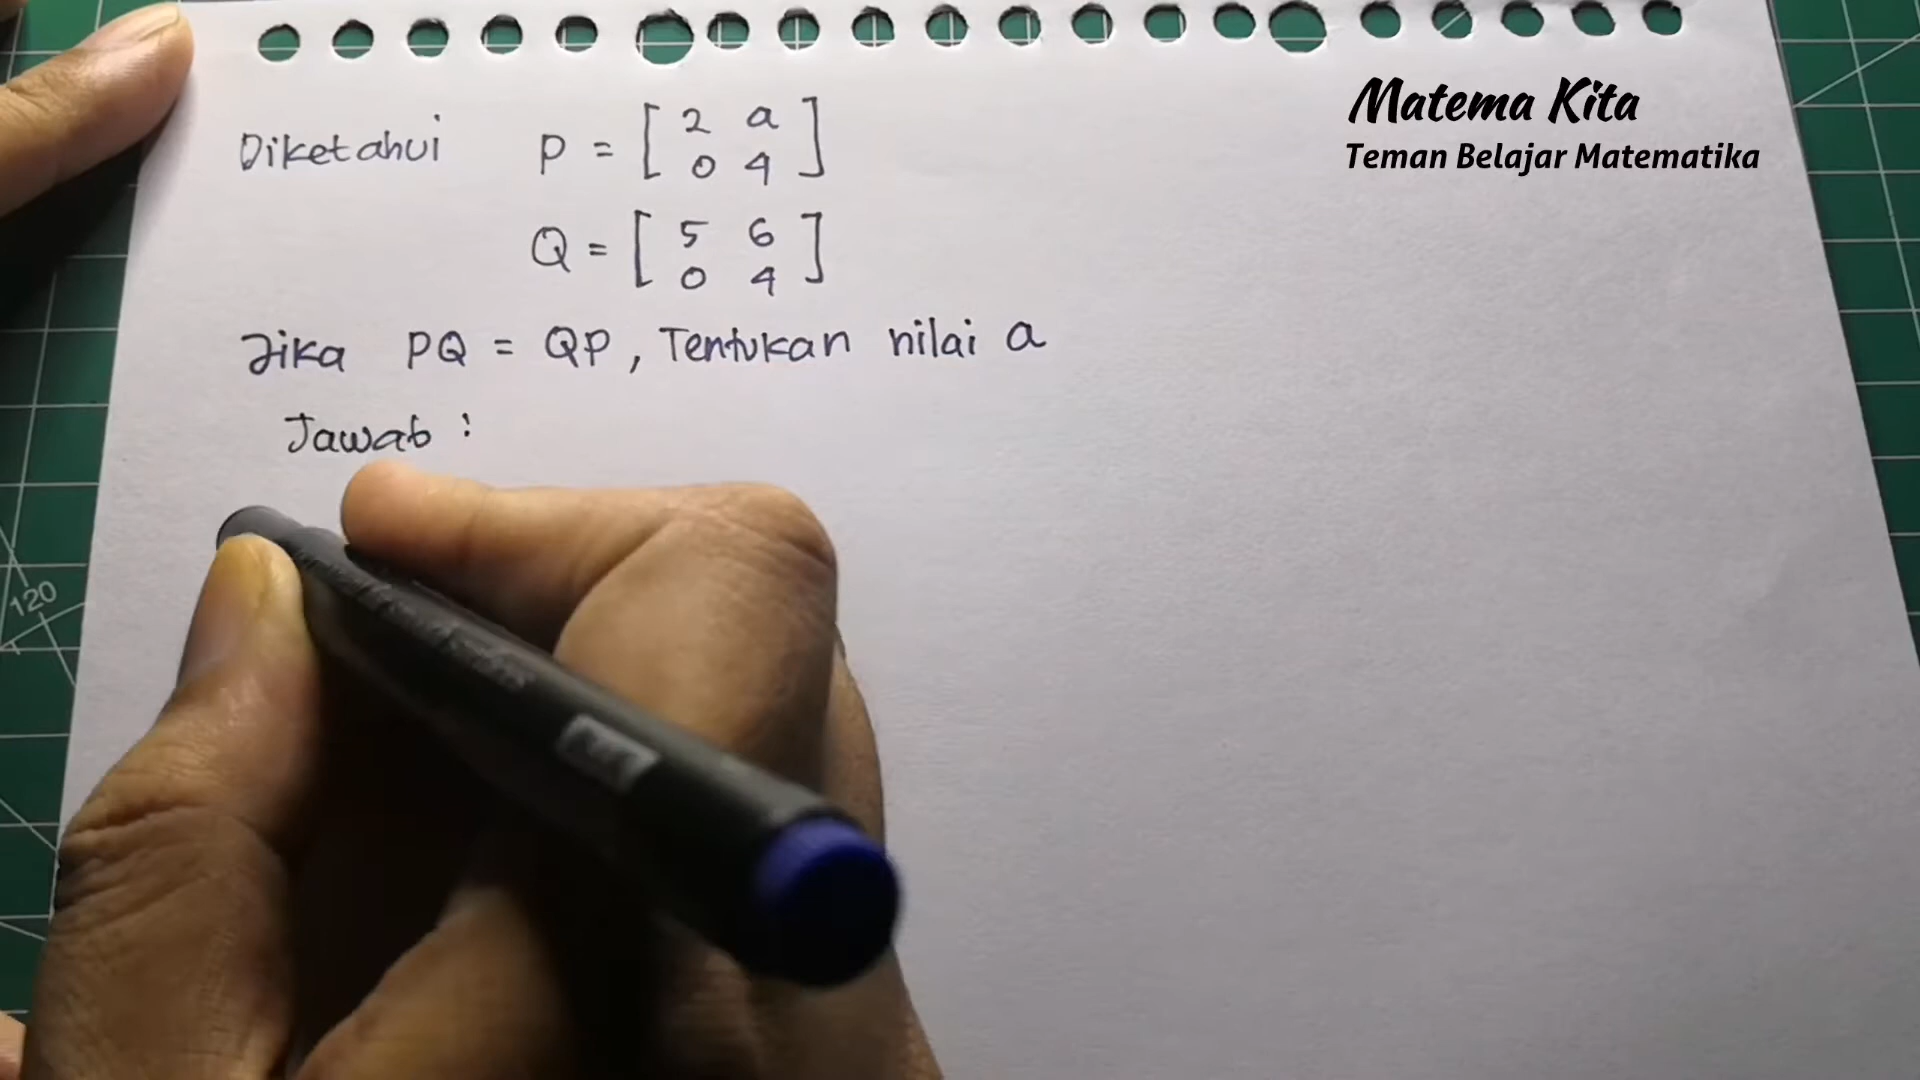 Matema Kita
Teman Belajar Matematika
Diketahui P = [ 2 a
0 4 ]
Q = [ 5 6
0 4 ]
Jika PQ = QP, Tentukan nilai a
Jawab :
120